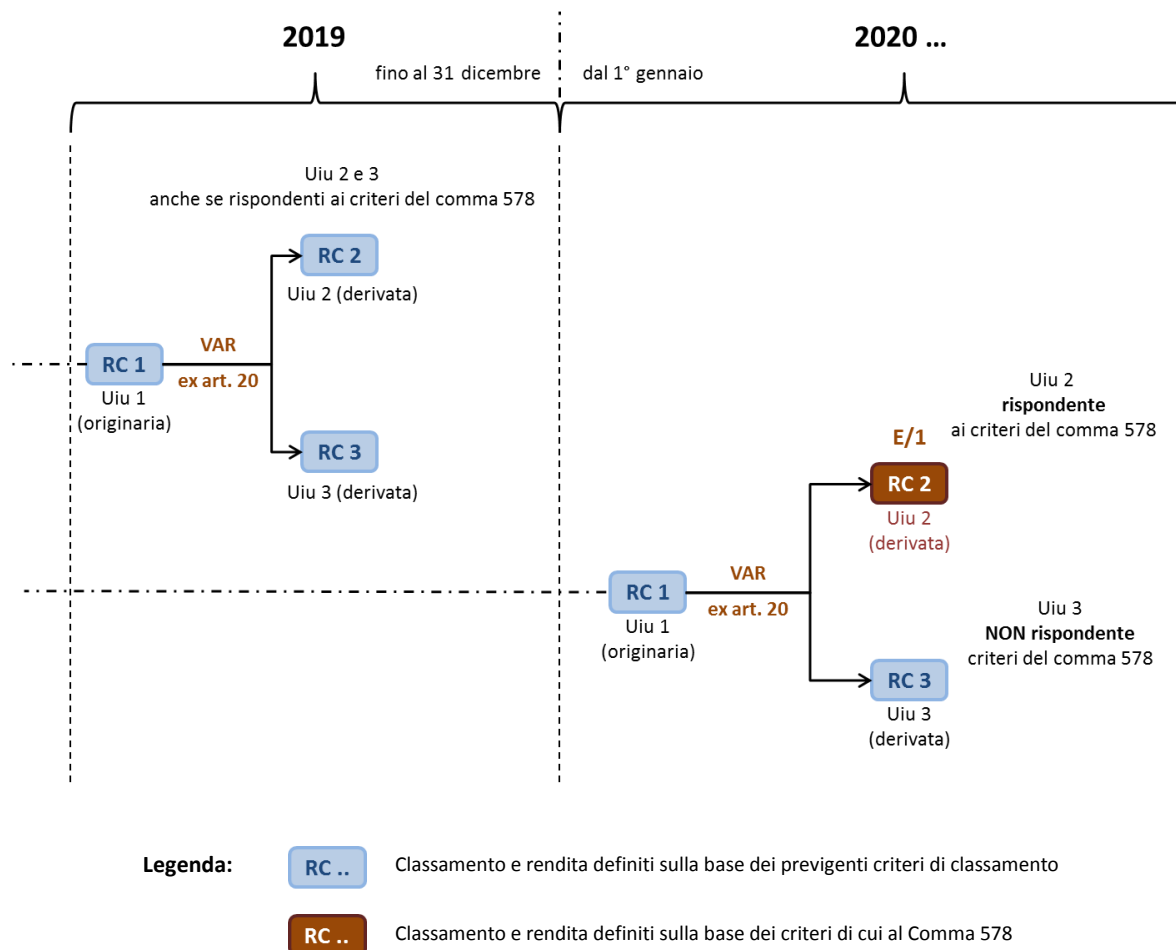 2019
2020 ...
fino al 31 dicembre
dal 1° gennaio
Uiu 2 e 3
anche se rispondenti ai criteri del comma 578
RC 2
Uiu 2 (derivata)
RC 1
VAR
ex art. 20
Uiu 1
(originaria)
RC 3
Uiu 3 (derivata)
Uiu 2
rispondente
ai criteri del comma 578
E/1
RC 2
Uiu 2
(derivata)
RC 1
VAR
ex art. 20
Uiu 1
(originaria)
Uiu 3
NON rispondente
criteri del comma 578
RC 3
Uiu 3
(derivata)
Legenda:
RC ..
Classamento e rendita definiti sulla base dei previgenti criteri di classamento
RC ..
Classamento e rendita definiti sulla base dei criteri di cui al Comma 578